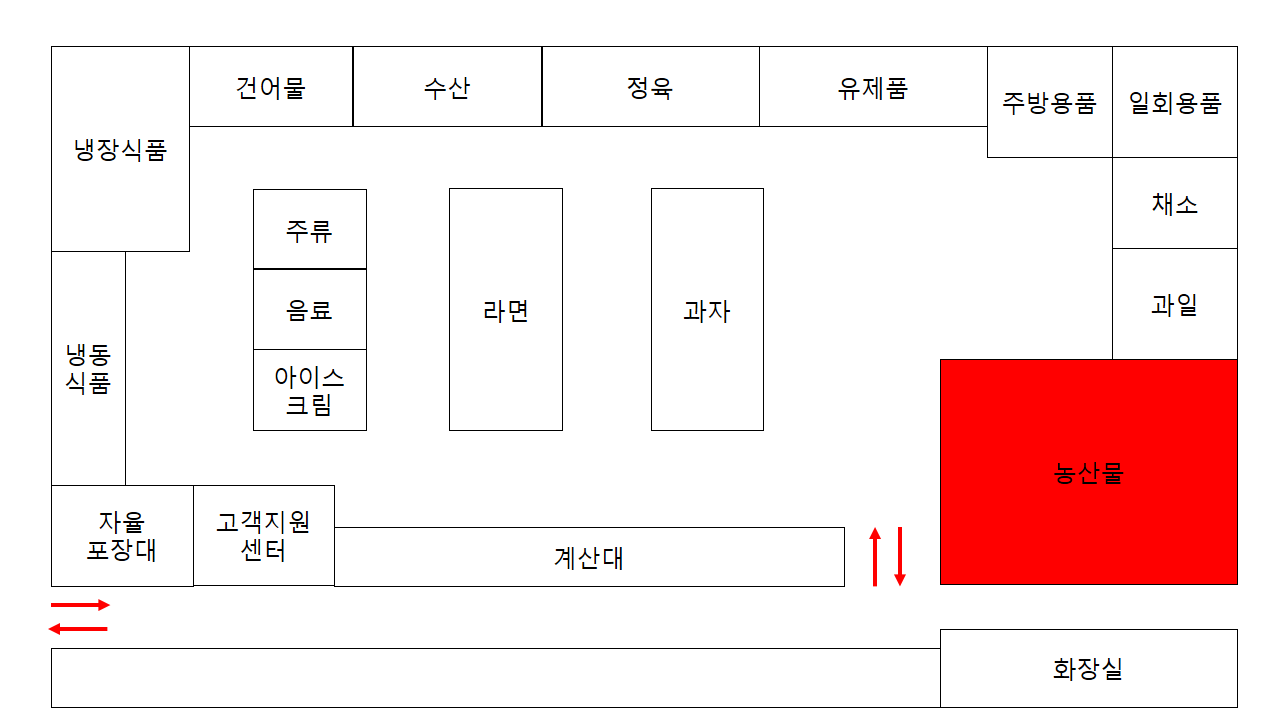 건어물
수산
정육
유제품
주방용품
일회용품
냉장식품
채소
주류
음료
라면
과자
과일
냉동
식품
아이스
크림
농산물
자율
포장대
고객지원
센터
계산대
화장실